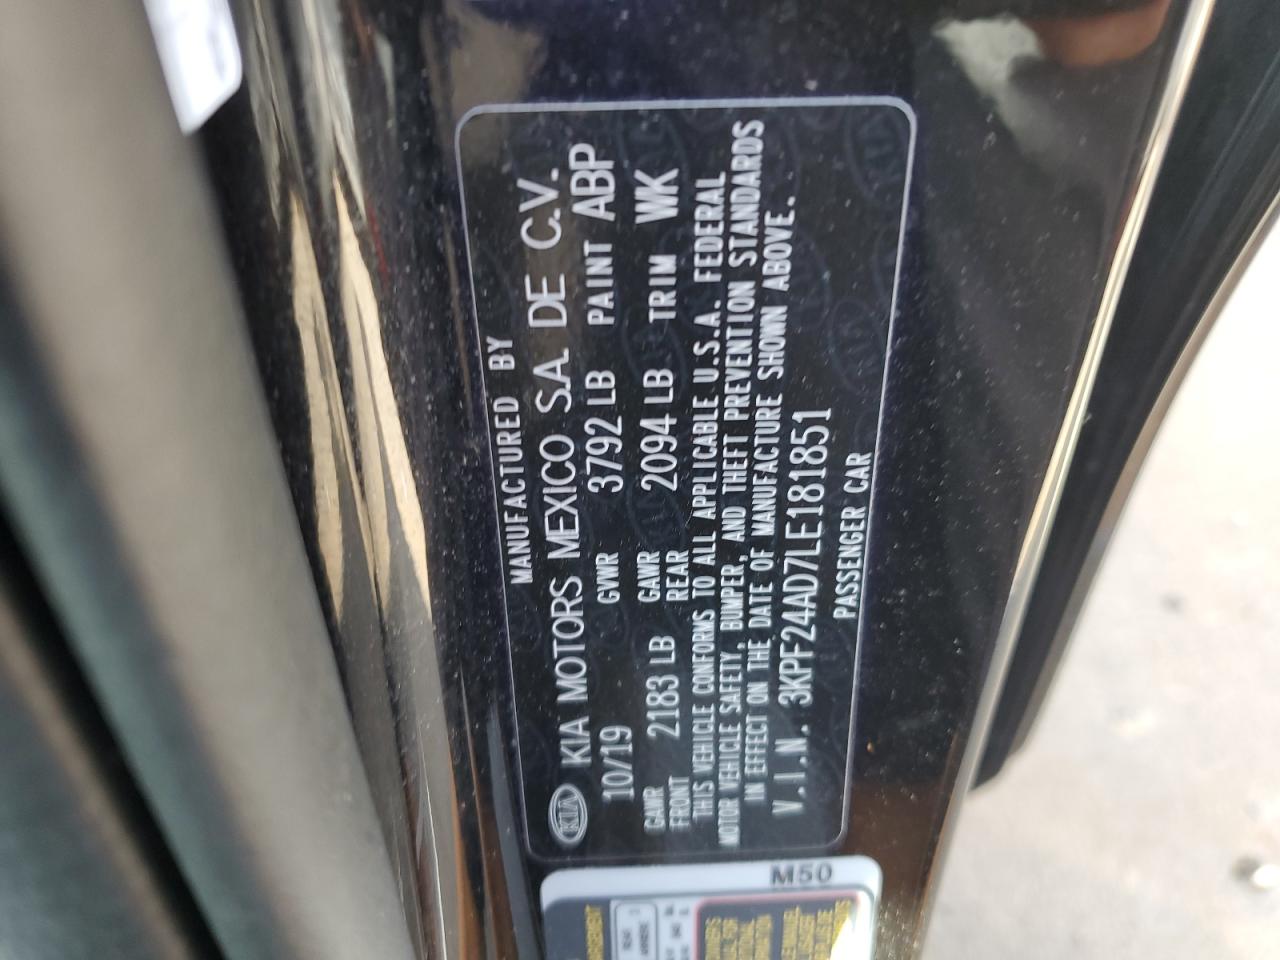 MANUFACTURED BY
KIA KIA MOTORS MEXICO S.A. DE C.V.
10/19 GVWR 3792 LB PAINT ABP
GAWR FRONT 2183 LB GAWR REAR 2094 LB TRIM WK
THIS VEHICLE CONFORMS TO ALL APPLICABLE U.S.A. FEDERAL
MOTOR VEHICLE SAFETY, BUMPER, AND THEFT PREVENTION STANDARDS
IN EFFECT ON THE DATE OF MANUFACTURE SHOWN ABOVE.
V.I.N. 3KPF24AD7LE181851
PASSENGER CAR
M50